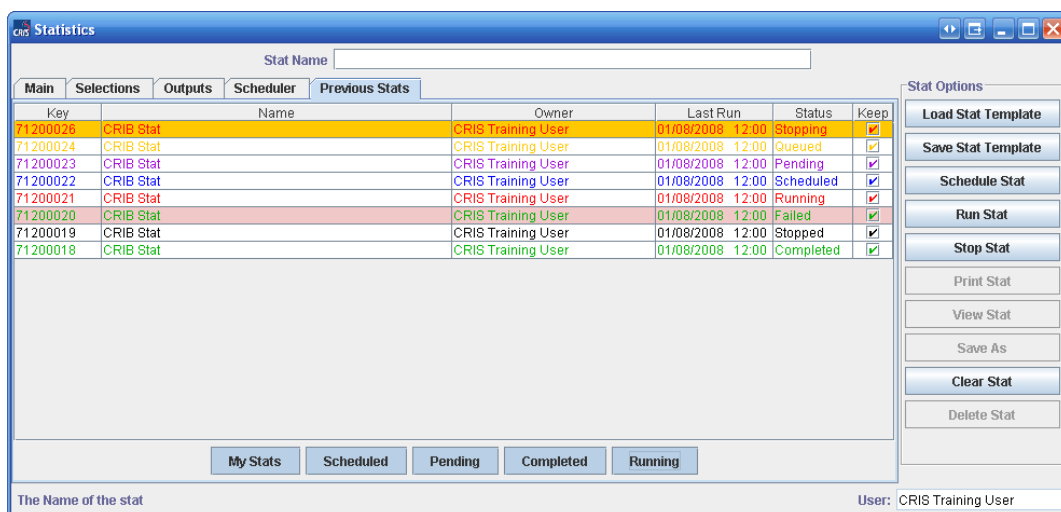 CRIS Statistics
Stat Name
Main Selections Outputs Scheduler Previous Stats
Key Name Owner Last Run Status Keep
71200026 CRIB Stat CRIS Training User 01/08/2008 12:00 Stopping
71200024 CRIB Stat CRIS Training User 01/08/2008 12:00 Queued
71200023 CRIB Stat CRIS Training User 01/08/2008 12:00 Pending
71200022 CRIB Stat CRIS Training User 01/08/2008 12:00 Scheduled
71200021 CRIB Stat CRIS Training User 01/08/2008 12:00 Running
71200020 CRIB Stat CRIS Training User 01/08/2008 12:00 Failed
71200019 CRIB Stat CRIS Training User 01/08/2008 12:00 Stopped
71200018 CRIB Stat CRIS Training User 01/08/2008 12:00 Completed
My Stats Scheduled Pending Completed Running
Stat Options
Load Stat Template
Save Stat Template
Schedule Stat
Run Stat
Stop Stat
Print Stat
View Stat
Save As
Clear Stat
Delete Stat
The Name of the stat
User: CRIS Training User